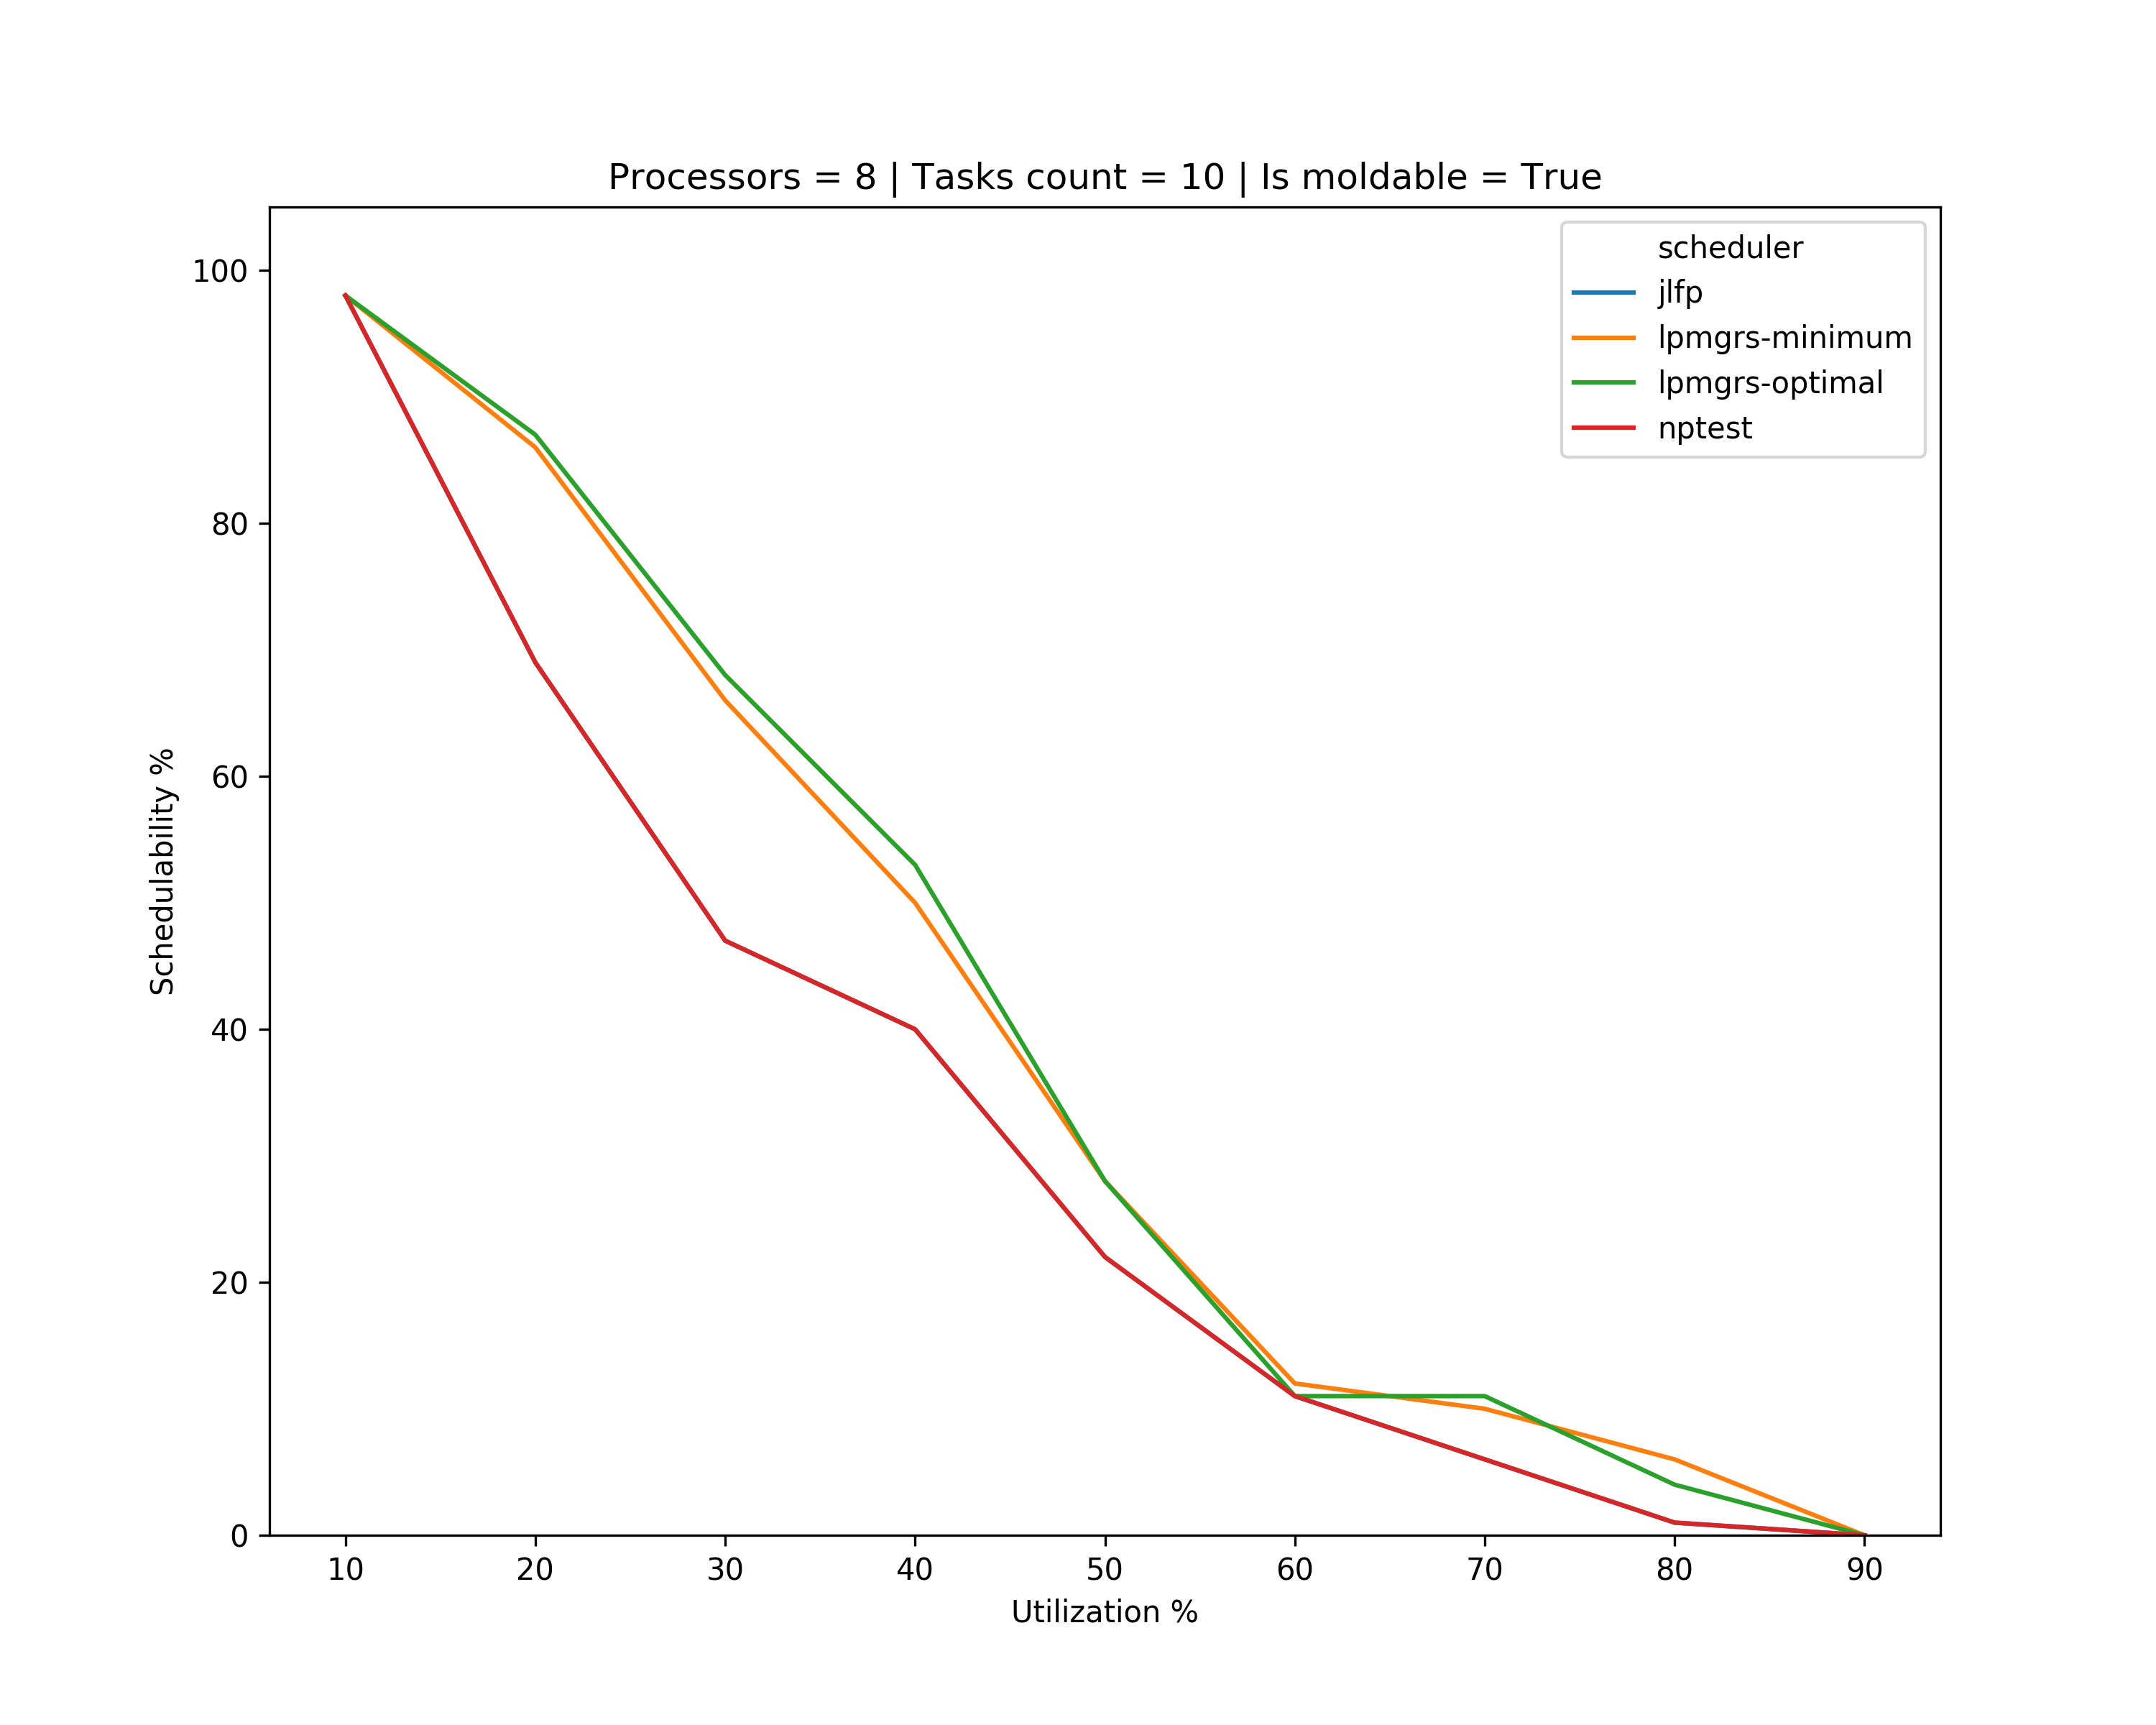 Processors = 8 | Tasks count = 10 | Is moldable = True
scheduler
jlfp
lpmgrs-minimum
lpmgrs-optimal
nptest
100
80
60
40
20
0
Schedulability %
10 20 30 40 50 60 70 80 90
Utilization %